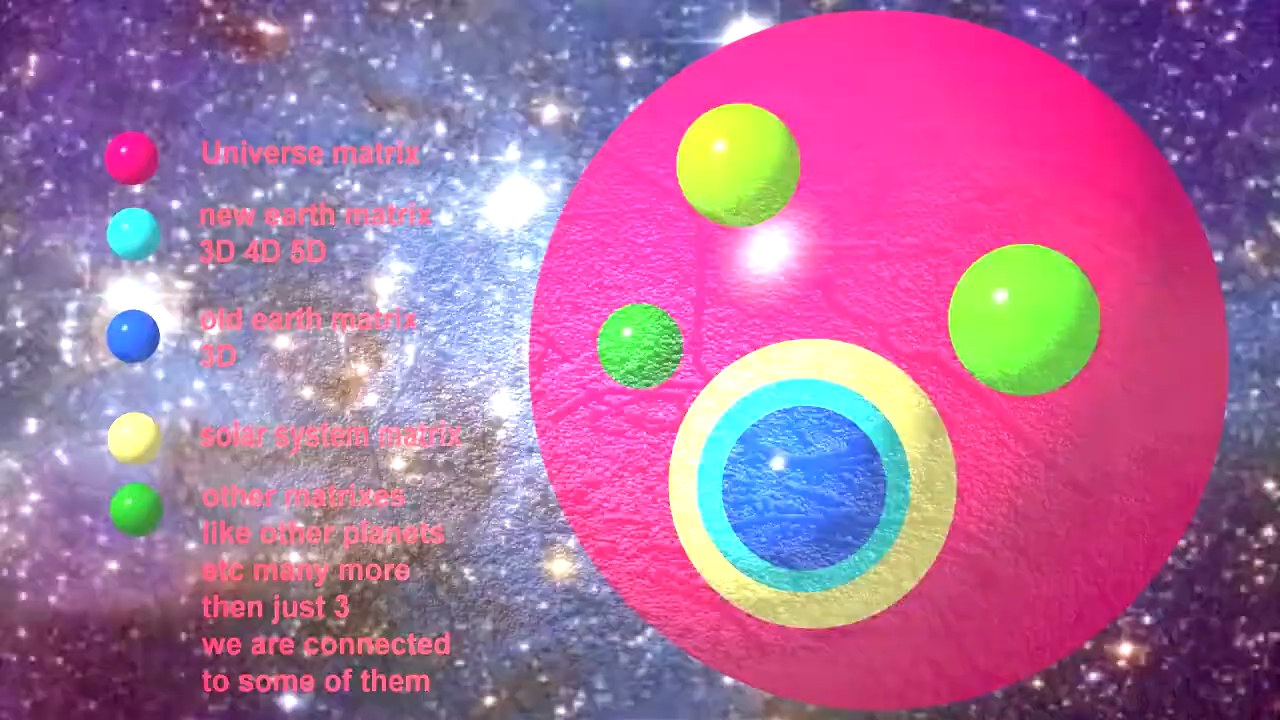 Universe matrix
new earth matrix
3D 4D 5D
old earth matrix
3D
solar system matrix
other matrixes
like other planets
etc many more
then just 3
we are connected
to some of them